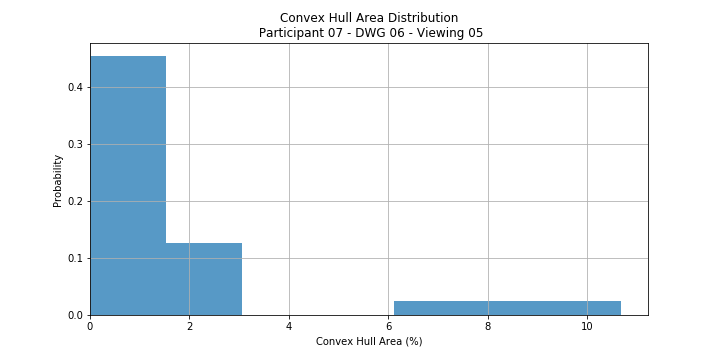 Convex Hull Area Distribution
Participant 07 - DWG 06 - Viewing 05
0.4
0.3
0.2
0.1
0.0
Probability
0 2 4 6 8 10
Convex Hull Area (%)